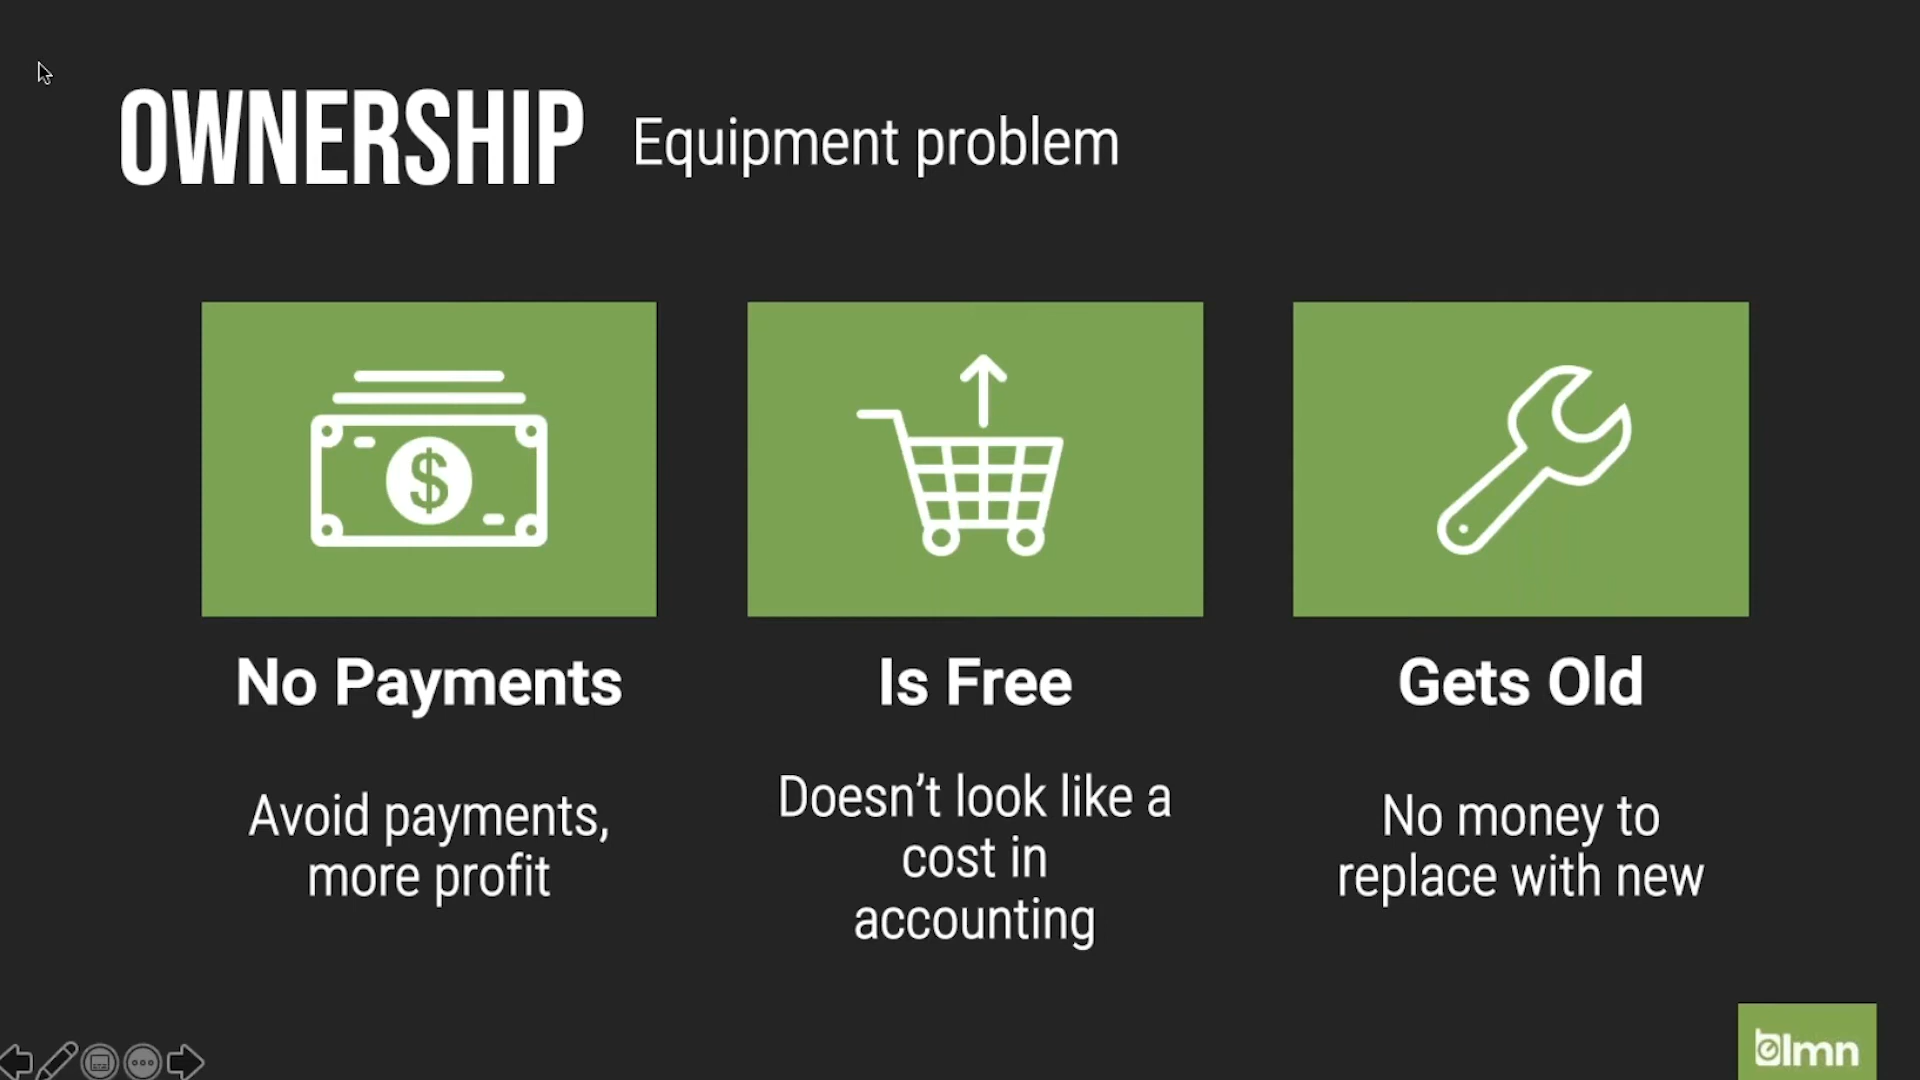 OWNERSHIP Equipment problem
$
No Payments
Avoid payments,
more profit
Is Free
Doesn't look like a
cost in
accounting
Gets Old
No money to
replace with new
lmn